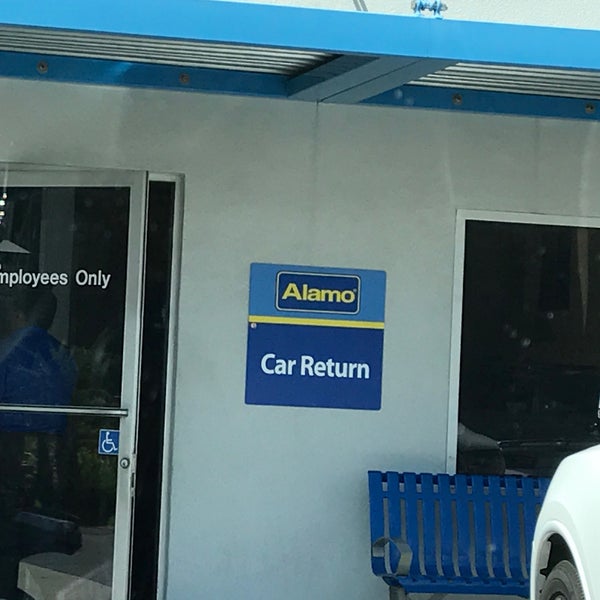 mployees Only
Alamo
Car Return